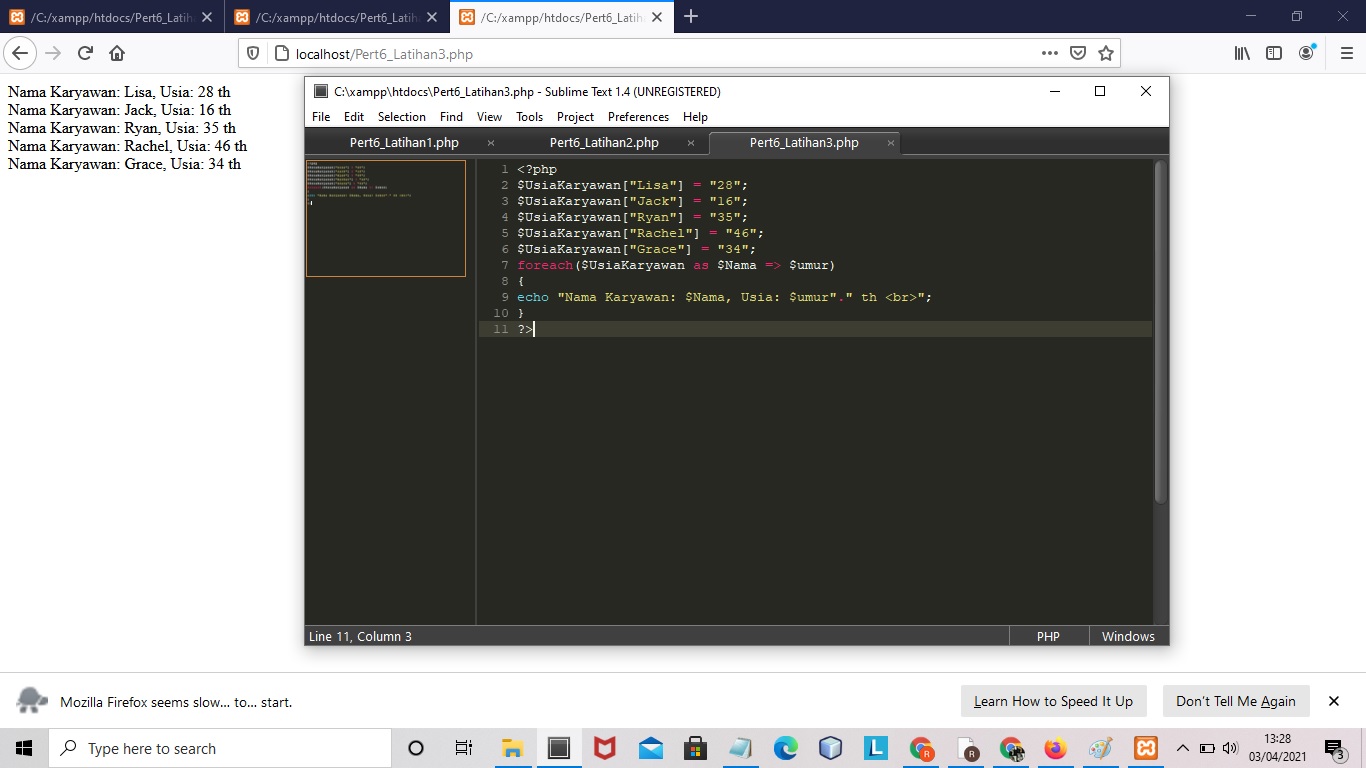 /C:/xampp/htdocs/Pert6_Latih
/C:/xampp/htdocs/Pert6_Latih
/C:/xampp/htdocs/Pert6_Latih
localhost/Pert6_Latihan3.php
Nama Karyawan: Lisa, Usia: 28 th
Nama Karyawan: Jack, Usia: 16 th
Nama Karyawan: Ryan, Usia: 35 th
Nama Karyawan: Rachel, Usia: 46 th
Nama Karyawan: Grace, Usia: 34 th
C:\xampp\htdocs\Pert6_Latihan3.php - Sublime Text 1.4 (UNREGISTERED)
File Edit Selection Find View Tools Project Preferences Help
Pert6_Latihan1.php Pert6_Latihan2.php Pert6_Latihan3.php
1 <?php
2 $UsiaKaryawan["Lisa"] = "28";
3 $UsiaKaryawan["Jack"] = "16";
4 $UsiaKaryawan["Ryan"] = "35";
5 $UsiaKaryawan["Rachel"] = "46";
6 $UsiaKaryawan["Grace"] = "34";
7 foreach($UsiaKaryawan as $Nama => $umur)
8 {
9 echo "Nama Karyawan: $Nama, Usia: $umur"." th <br>";
10 }
11 ?>
Line 11, Column 3 PHP Windows
Mozilla Firefox seems slow... to... start. Learn How to Speed It Up Don't Tell Me Again
Type here to search L R R 13:28
03/04/2021 3